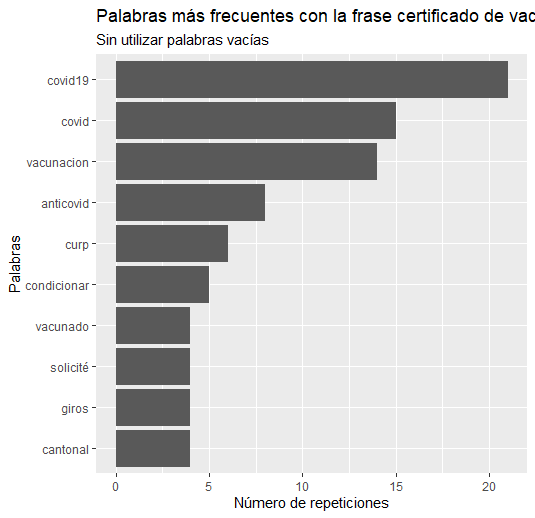 Palabras más frecuentes con la frase certificado de vac
Sin utilizar palabras vacías
covid19
covid
vacunacion
anticovid
curp
condicionar
vacunado
solicité
giros
cantonal
Palabras
0 5 10 15 20
Número de repeticiones